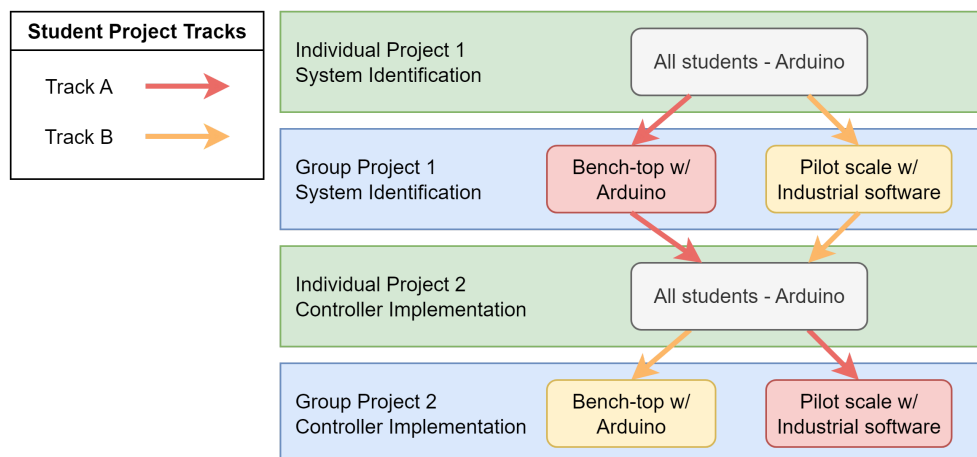 Student Project Tracks
Track A
Track B
Individual Project 1
System Identification
All students - Arduino
Group Project 1
System Identification
Bench-top w/
Arduino
Pilot scale w/
Industrial software
Individual Project 2
Controller Implementation
All students - Arduino
Group Project 2
Controller Implementation
Bench-top w/
Arduino
Pilot scale w/
Industrial software